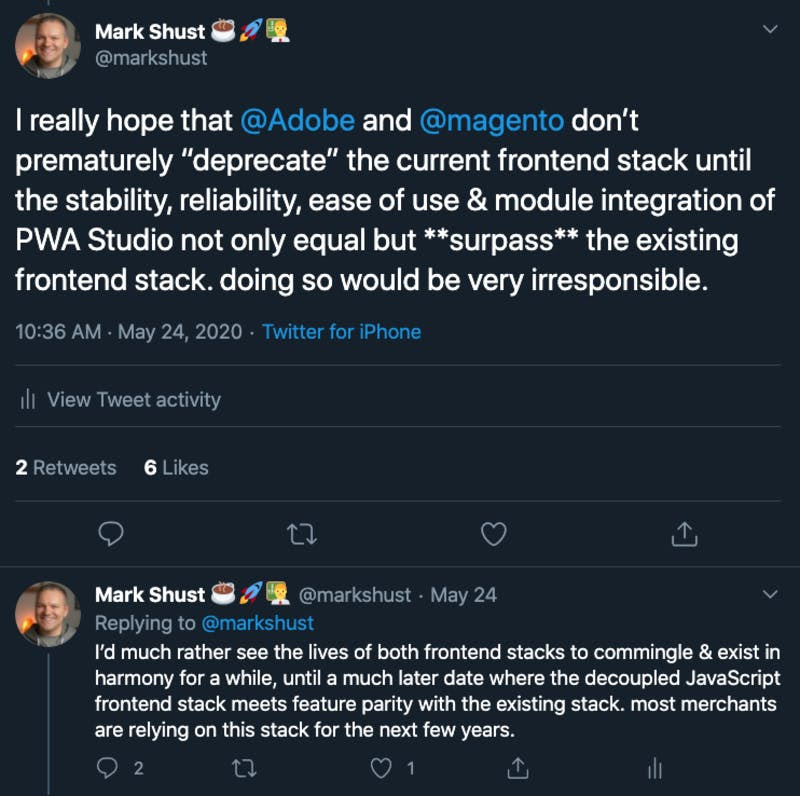 Mark Shust ☕🚀👨‍🏫
@markshust
I really hope that @Adobe and @magento don't
prematurely “deprecate” the current frontend stack until
the stability, reliability, ease of use & module integration of
PWA Studio not only equal but **surpass** the existing
frontend stack. doing so would be very irresponsible.
10:36 AM · May 24, 2020 · Twitter for iPhone
View Tweet activity
2 Retweets 6 Likes
Mark Shust ☕🚀👨‍🏫 @markshust · May 24
Replying to @markshust
I'd much rather see the lives of both frontend stacks to commingle & exist in
harmony for a while, until a much later date where the decoupled JavaScript
frontend stack meets feature parity with the existing stack. most merchants
are relying on this stack for the next few years.
2 1